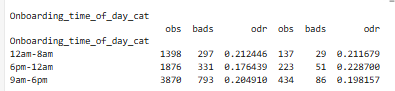 Onboarding_time_of_day_cat
obs bads odr obs bads odr
Onboarding_time_of_day_cat
12am-8am 1398 297 0.212446 137 29 0.211679
6pm-12am 1876 331 0.176439 223 51 0.228700
9am-6pm 3870 793 0.204910 434 86 0.198157